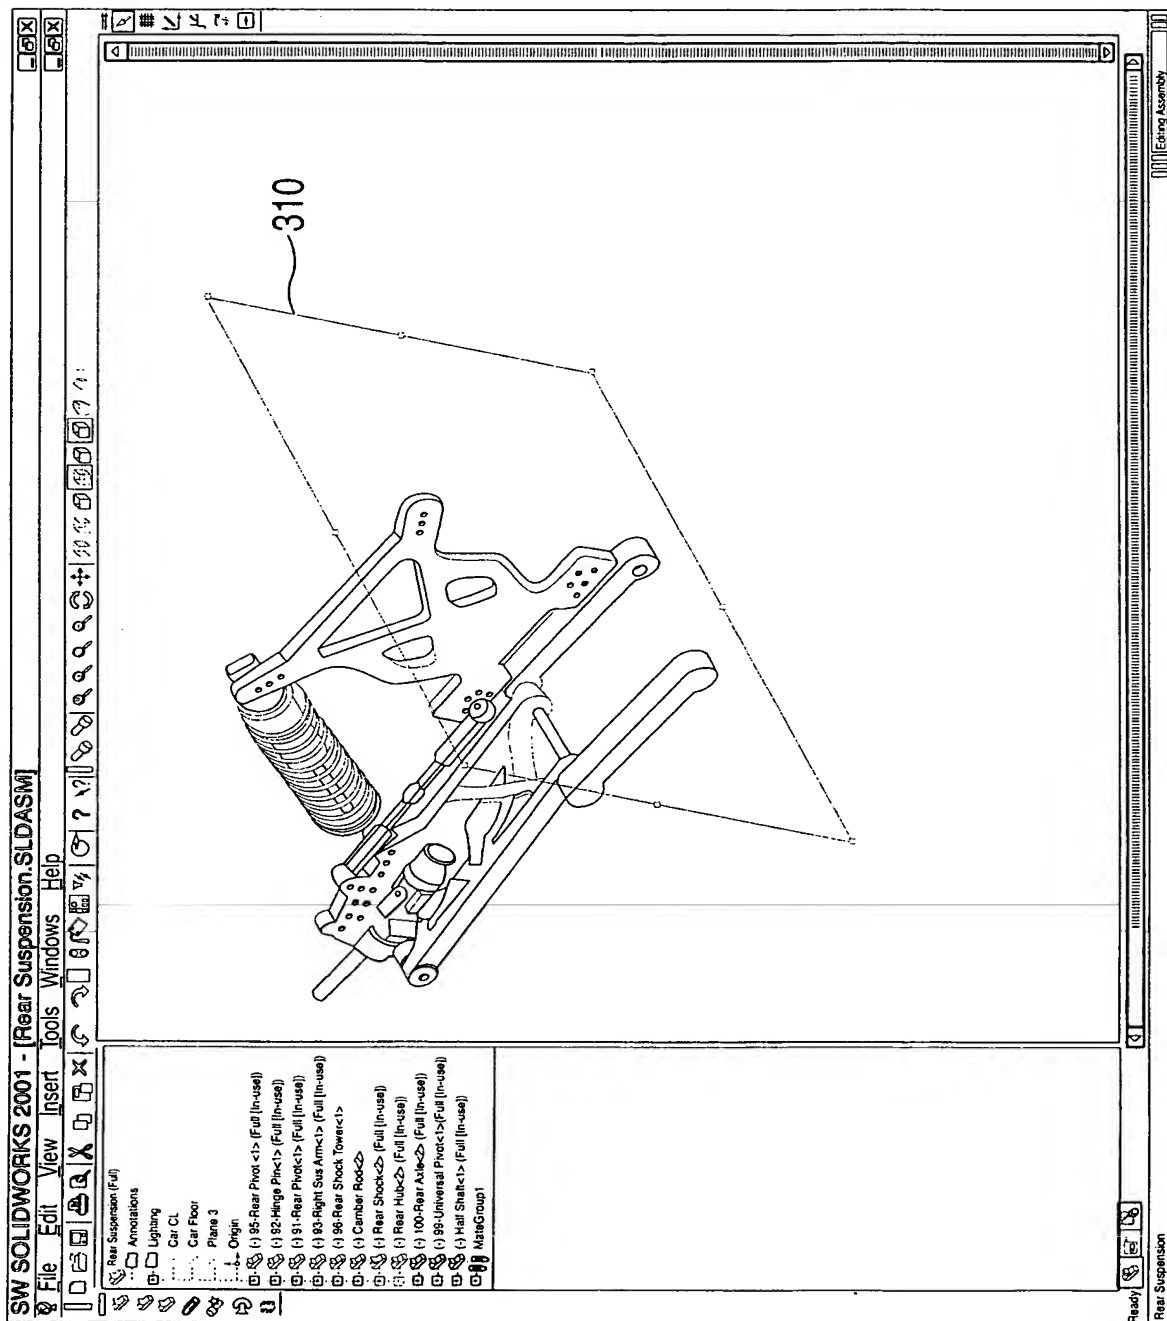 SW SOLIDWORKS 2001 - [Rear Suspension.SLDASM]
File Edit View Insert Tools Windows Help
Rear Suspension (Full)
Annotations
Lighting
Car CL
Car Floor
Plane 3
Origin
(-) 95-Rear Pivot <1> (Full [In-use])
(-) 92-Hinge Pin<1> (Full [In-use])
(-) 91-Rear Pivot<1> (Full [In-use])
(-) 93-Right Sus Arm<1> (Full [In-use])
(-) 96-Rear Shock Tower<1>
(-) Camber Rod<2>
(-) Rear Shock<2> (Full [In-use])
(-) Rear Hub<2> (Full [In-use])
(-) 100-Rear Axle<2> (Full [In-use])
(-) 99-Universal Pivot<1>(Full [In-use])
(-) Half Shaft<1> (Full [In-use])
MateGroup1
310
Ready
Editing Assembly
Rear Suspension